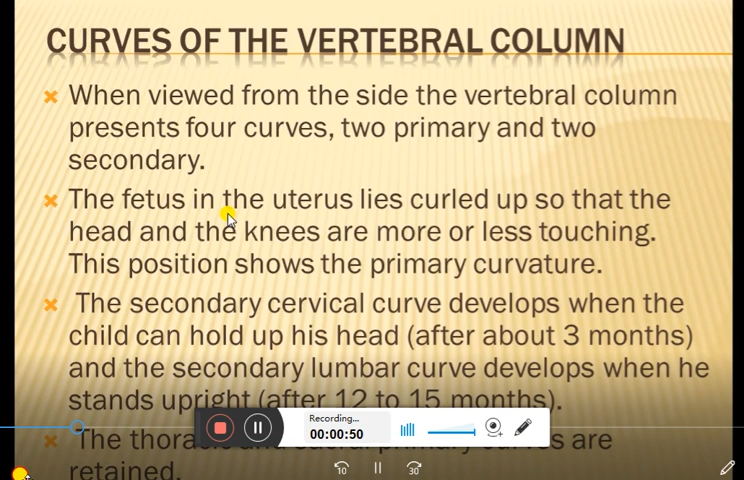 CURVES OF THE VERTEBRAL COLUMN
When viewed from the side the vertebral column
presents four curves, two primary and two
secondary.
The fetus in the uterus lies curled up so that the
head and the knees are more or less touching.
This position shows the primary curvature.
The secondary cervical curve develops when the
child can hold up his head (after about 3 months)
and the secondary lumbar curve develops when he
stands upright (after 12 to 15 months).
Recording...
00:00:50
The thoracic and sacral primary curves are
retained.
10
30